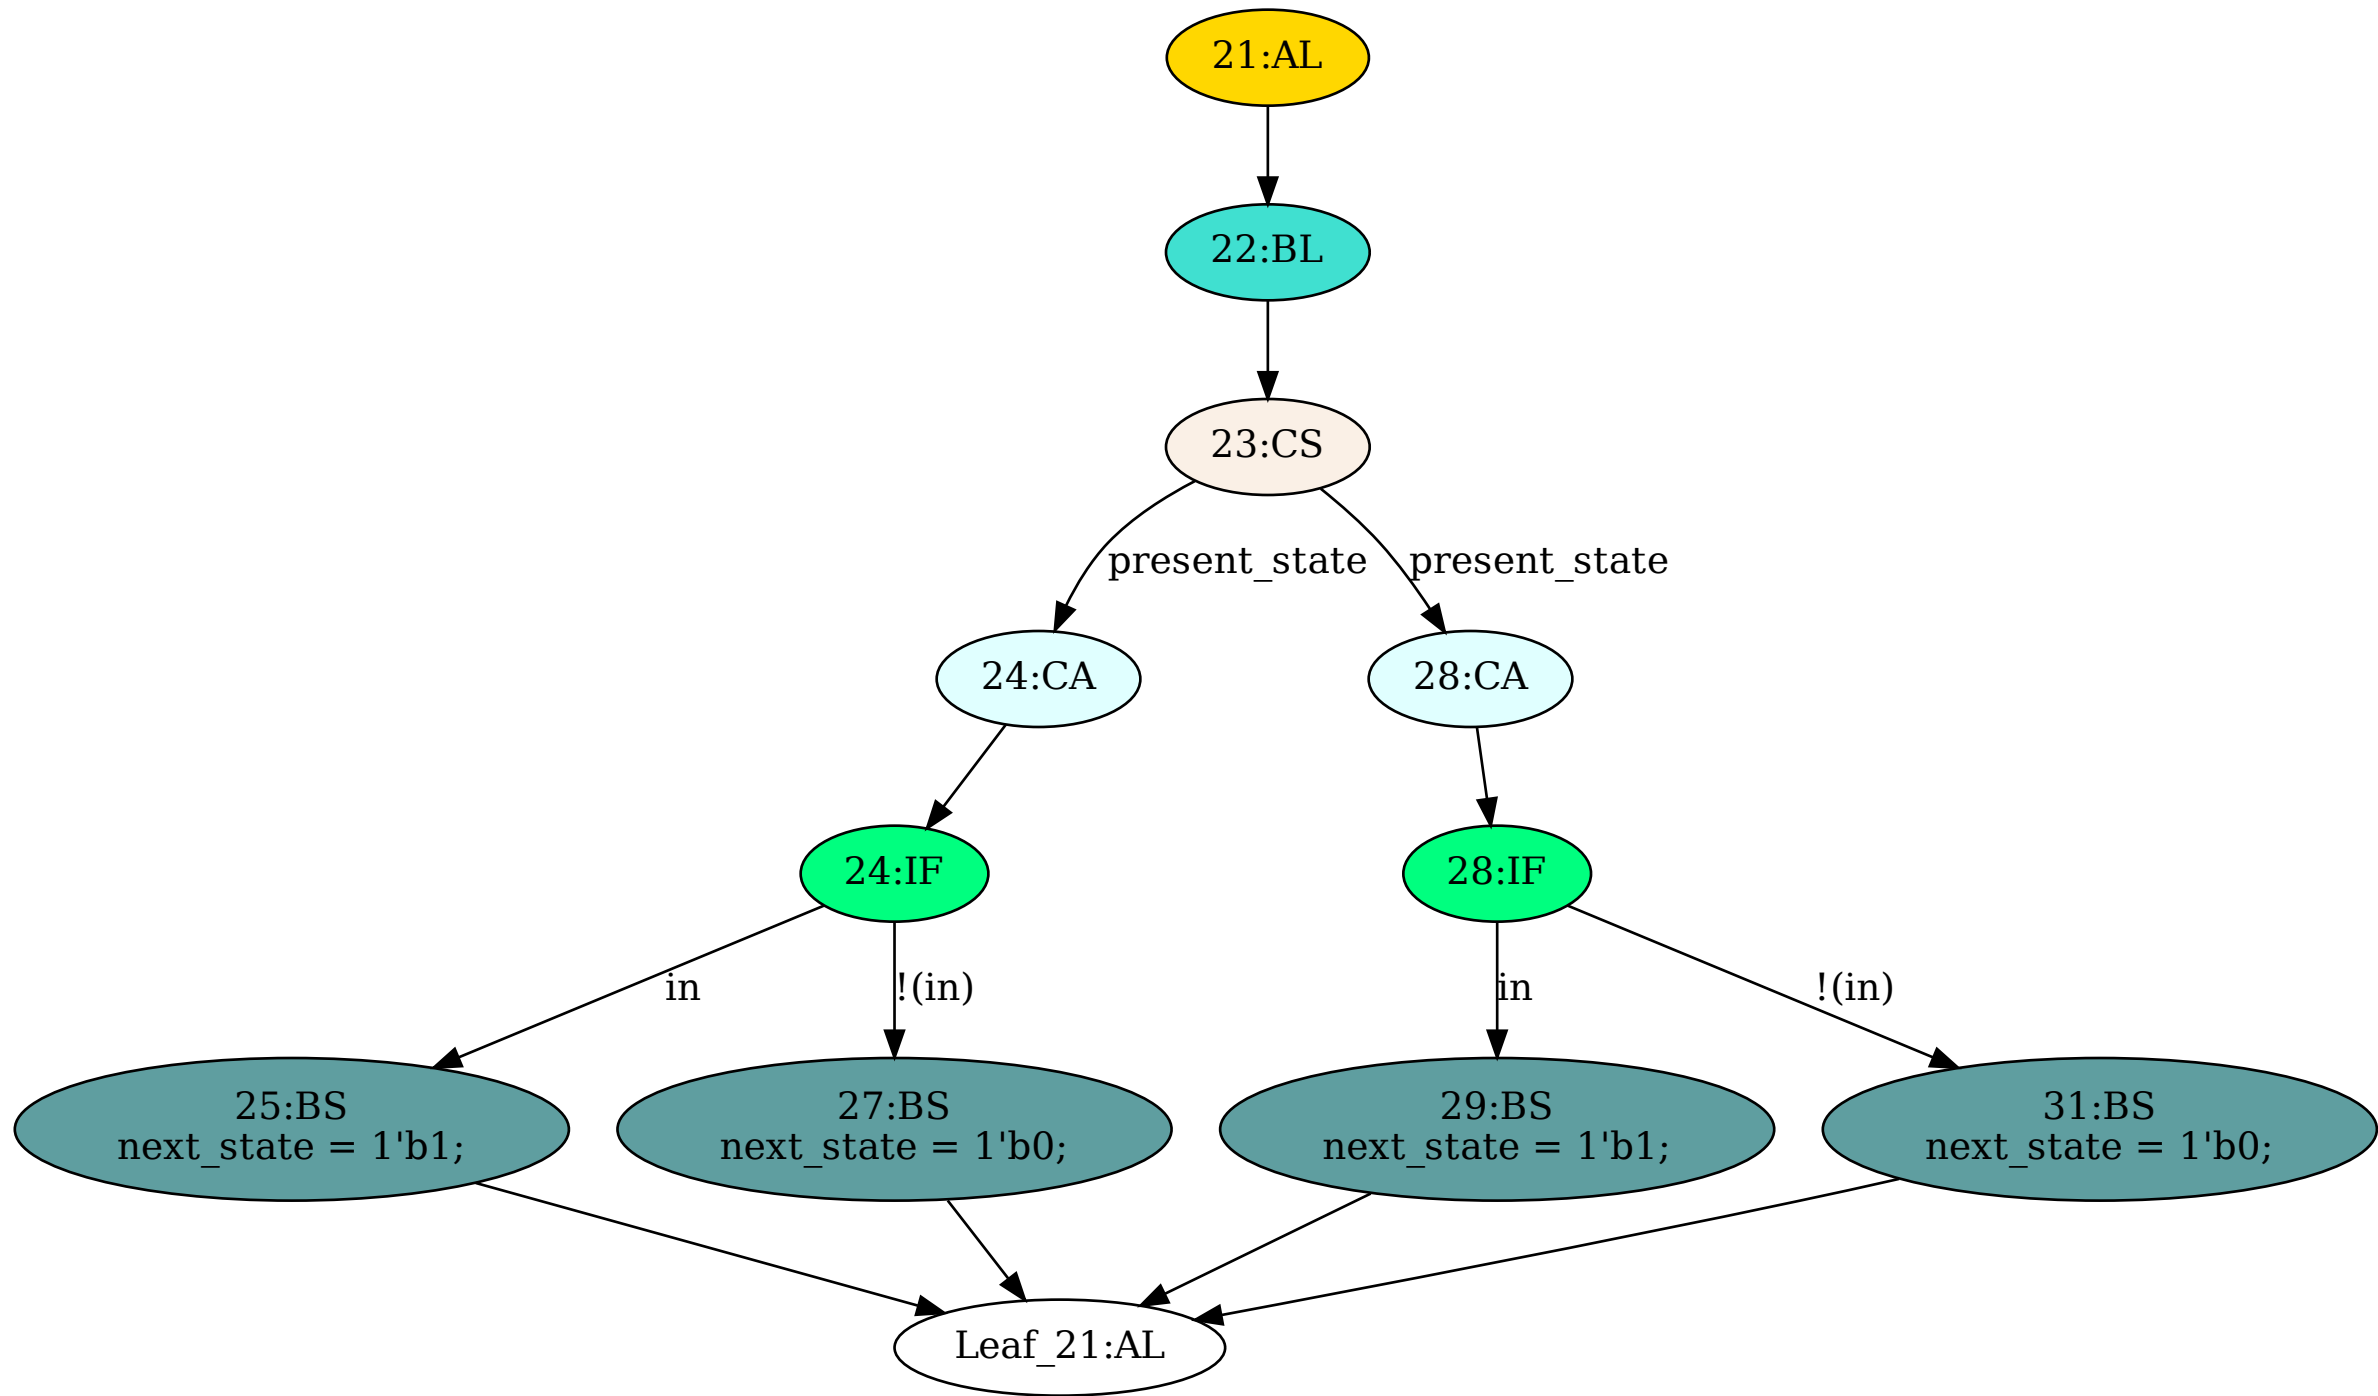 21:AL
22:BL
23:CS
present_state
present_state
24:CA
28:CA
24:IF
28:IF
in
!(in)
in
!(in)
25:BS
next_state = 1'b1;
27:BS
next_state = 1'b0;
29:BS
next_state = 1'b1;
31:BS
next_state = 1'b0;
Leaf_21:AL